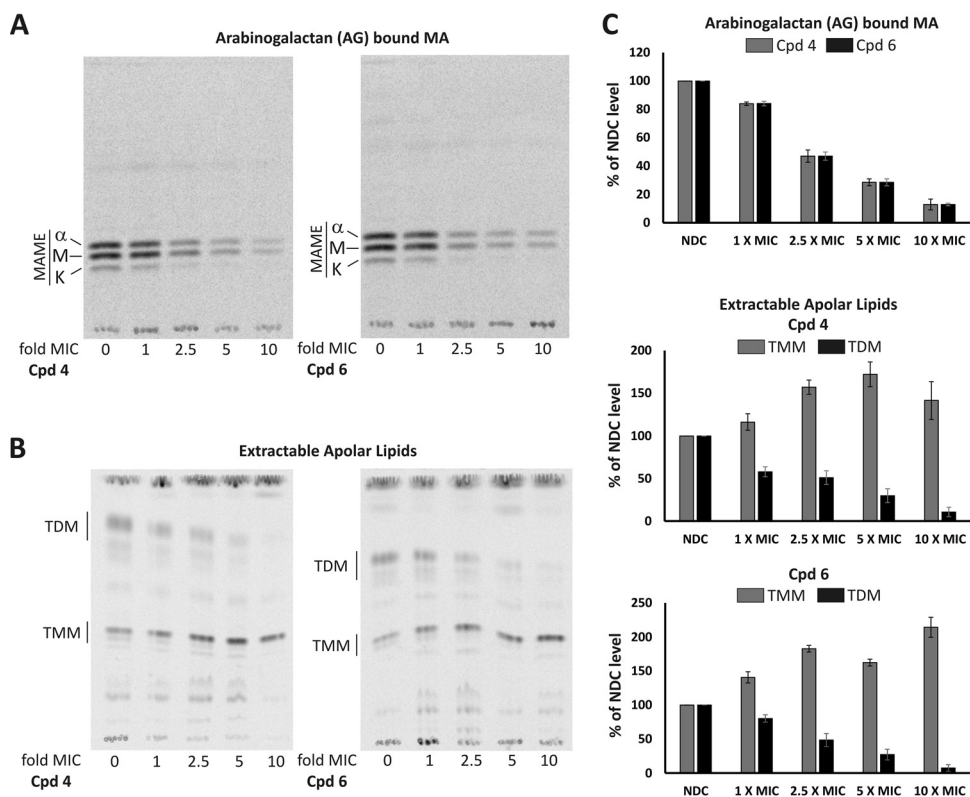 A
Arabinogalactan (AG) bound MA
MAME
α
M
K
MAME
α
M
K
fold MIC 0 1 2.5 5 10
Cpd 4
fold MIC 0 1 2.5 5 10
Cpd 6
B
Extractable Apolar Lipids
TDM
TMM
TDM
TMM
fold MIC 0 1 2.5 5 10
Cpd 4
fold MIC 0 1 2.5 5 10
Cpd 6
C
Arabinogalactan (AG) bound MA
Cpd 4 Cpd 6
% of NDC level
120
100
80
60
40
20
0
NDC 1 X MIC 2.5 X MIC 5 X MIC 10 X MIC
Extractable Apolar Lipids
Cpd 4
TMM TDM
% of NDC level
200
150
100
50
0
NDC 1 X MIC 2.5 X MIC 5 X MIC 10 X MIC
Cpd 6
TMM TDM
% of NDC level
250
200
150
100
50
0
NDC 1 X MIC 2.5 X MIC 5 X MIC 10 X MIC